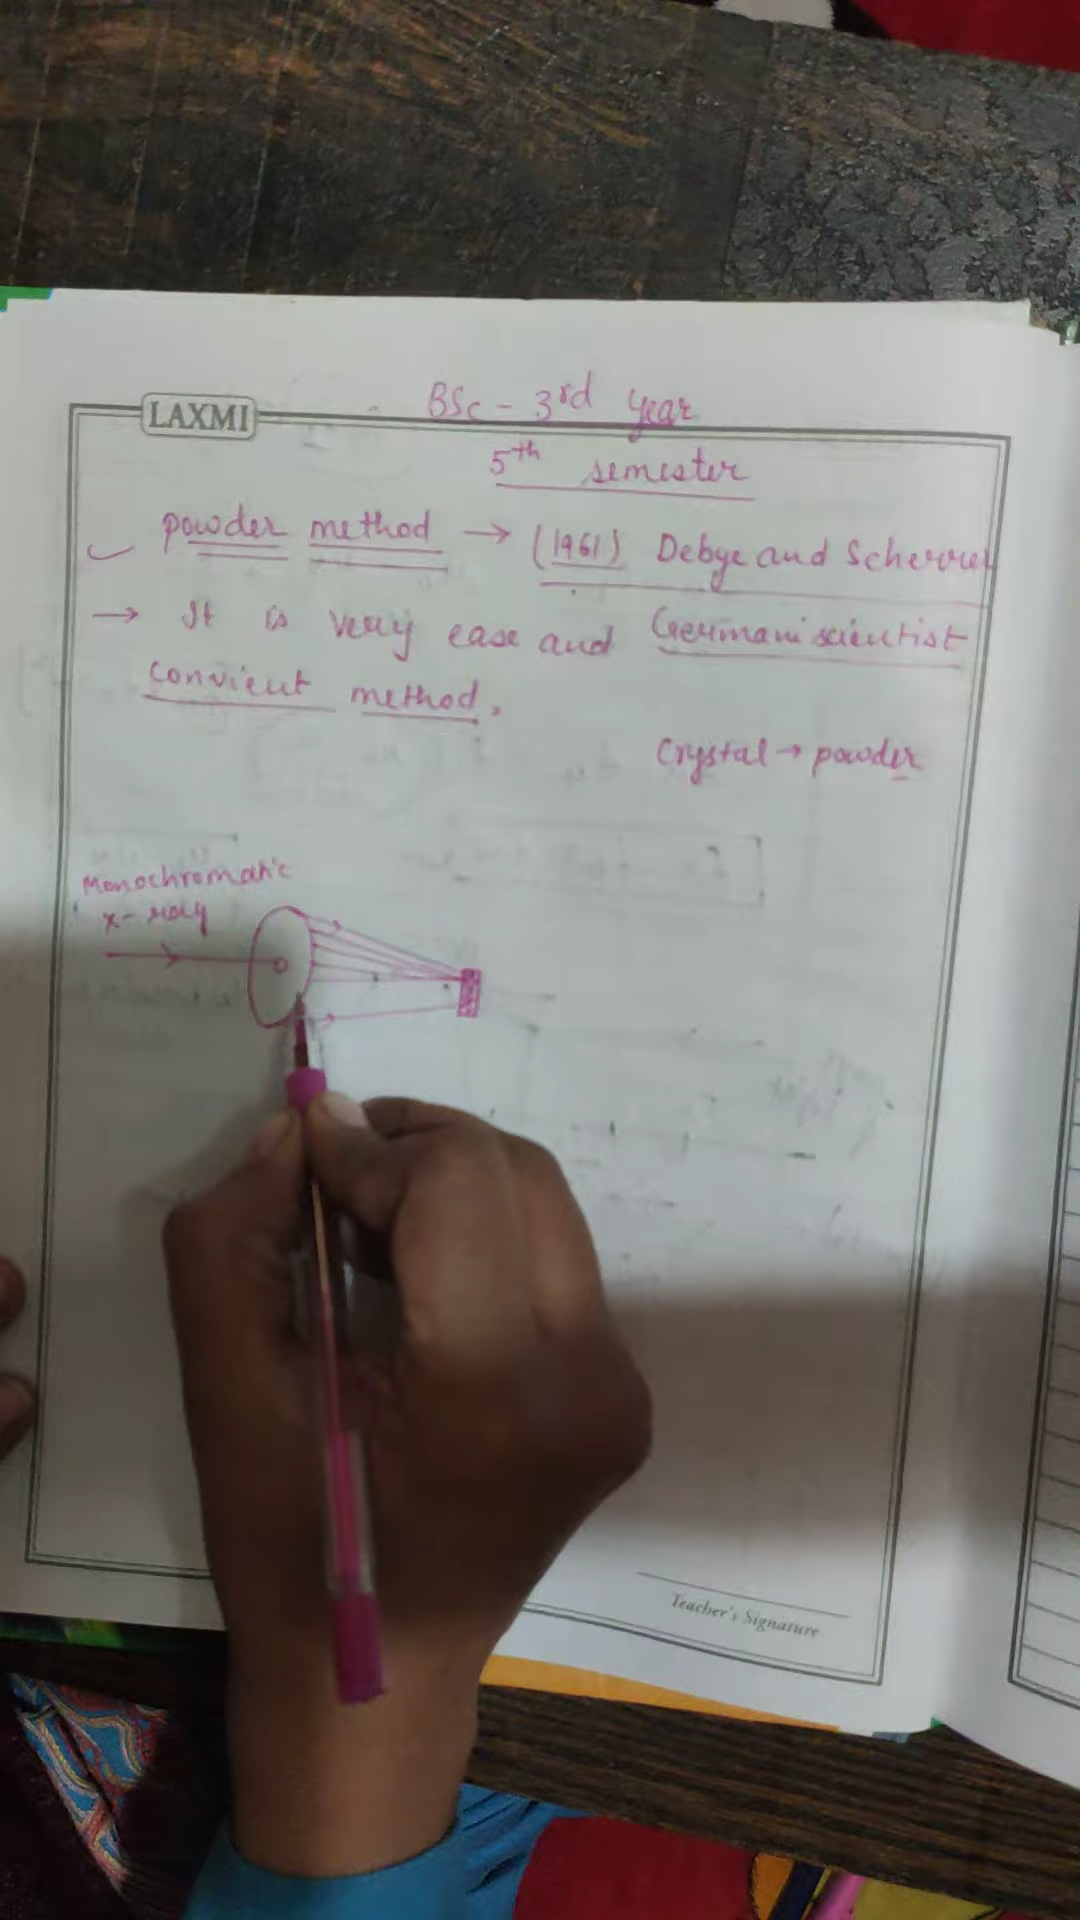 BSc - 3rd year
LAXMI
5th semester
powder method → (1961) Debye and Scherrer
→ It is very ease and Germani scientist
convient method.
Crystal → powder
Monochromatic
x-ray
Teacher's Signature